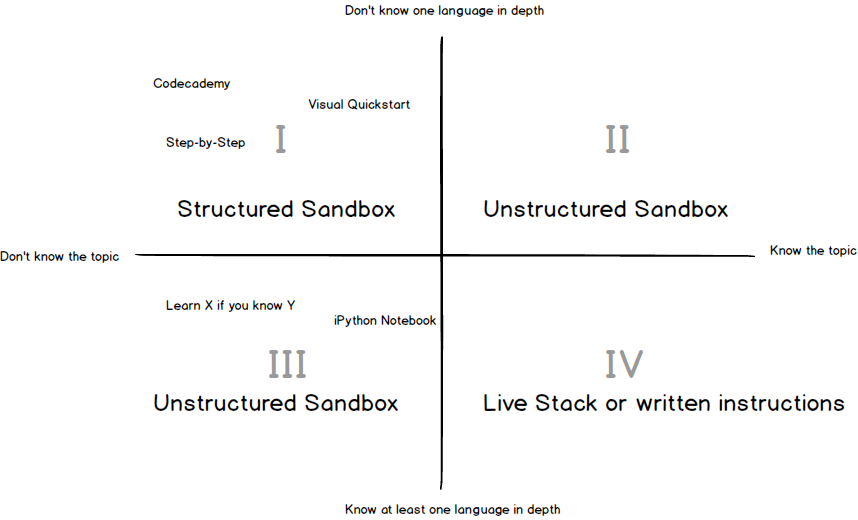 Don't know one language in depth
Codecademy
Visual Quickstart
Step-by-Step
I
II
Structured Sandbox
Unstructured Sandbox
Don't know the topic
Know the topic
Learn X if you know Y
iPython Notebook
III
IV
Unstructured Sandbox
Live Stack or written instructions
Know at least one language in depth